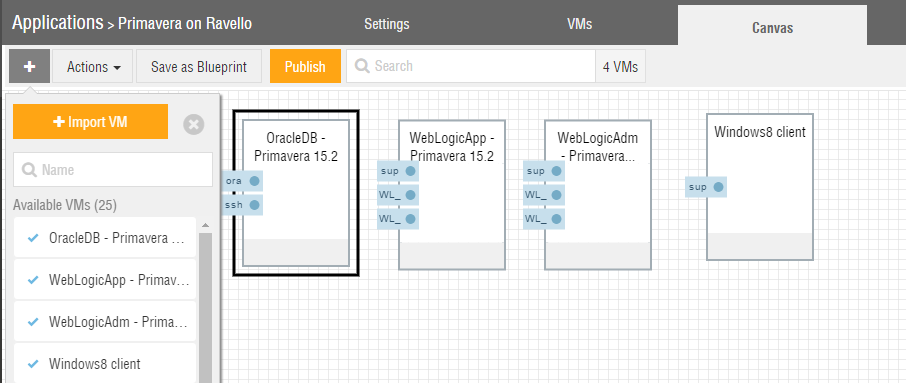 Applications > Primavera on Ravello
Settings
VMs
Canvas
Actions
Save as Blueprint
Publish
Search
4 VMs
Import VM
Name
Available VMs (25)
OracleDB - Primavera ...
WebLogicApp - Primav...
WebLogicAdm - Prima...
Windows8 client
OracleDB -
Primavera 15.2
ora
ssh
WebLogicApp -
Primavera 15.2
sup
WL_
WL_
WebLogicAdm
- Primavera...
sup
WL_
WL_
Windows8 client
sup